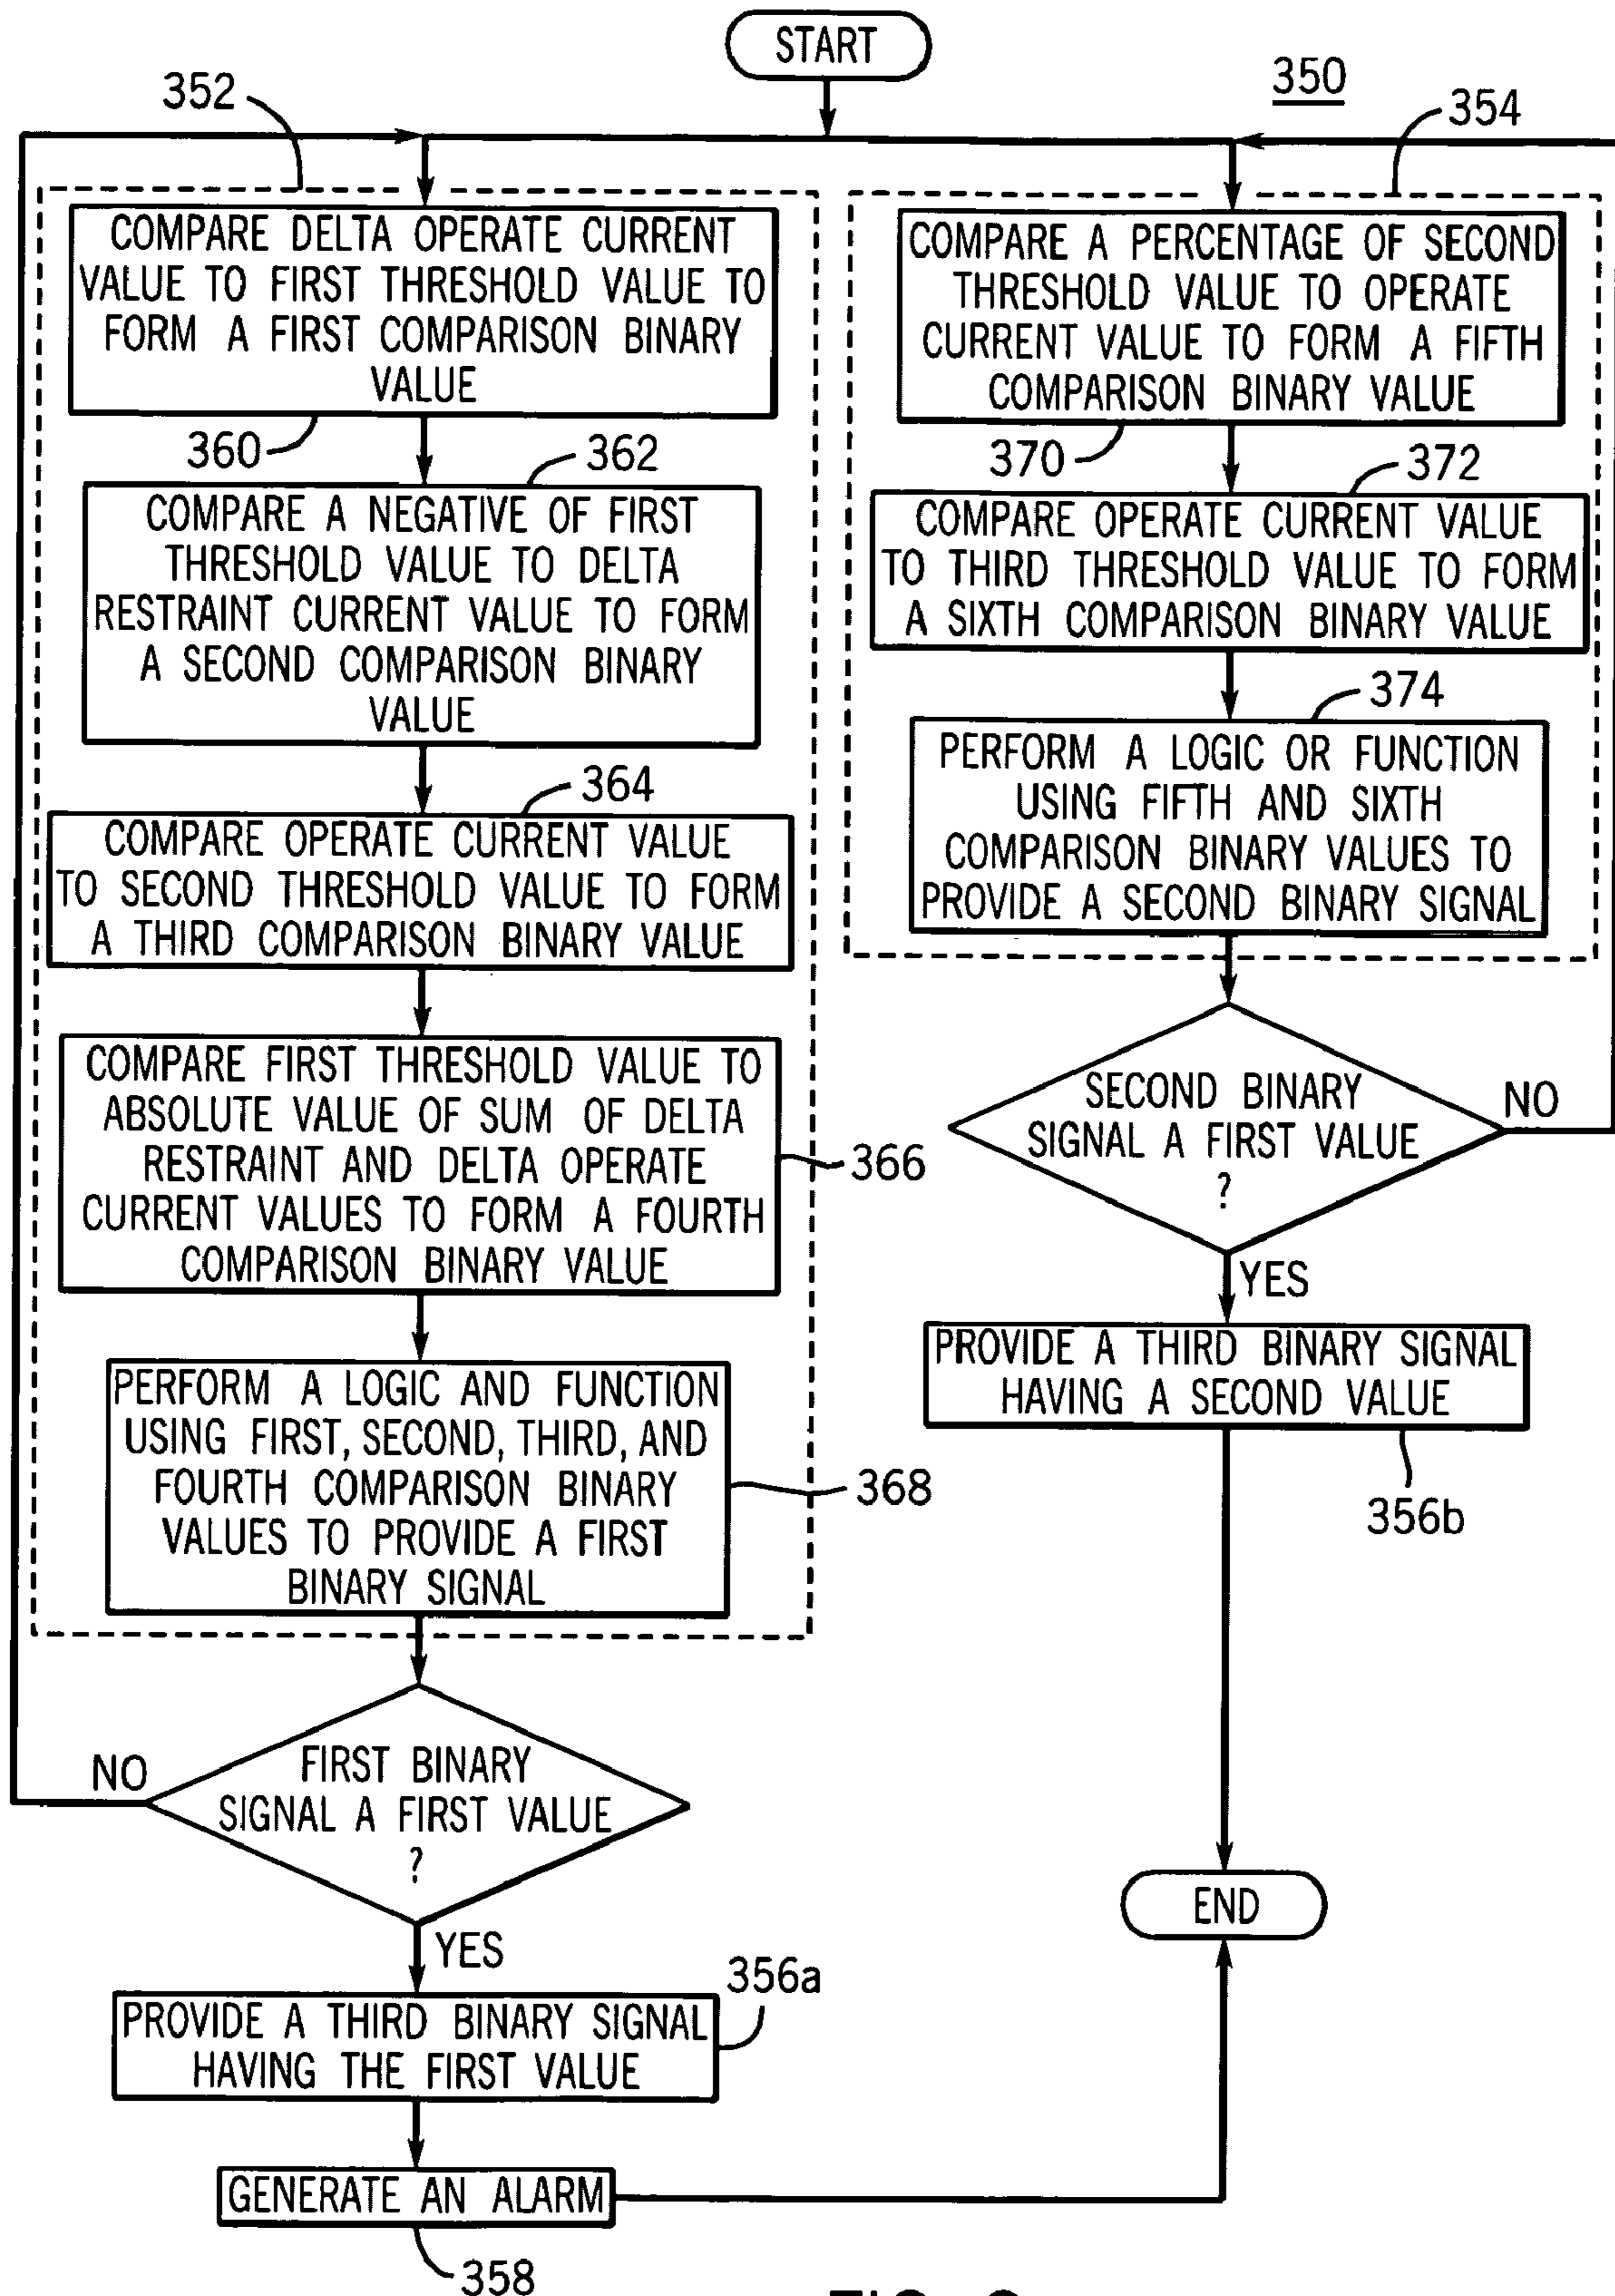 START
350
352
354
COMPARE DELTA OPERATE CURRENT
VALUE TO FIRST THRESHOLD VALUE TO
FORM A FIRST COMPARISON BINARY
VALUE
360
362
COMPARE A NEGATIVE OF FIRST
THRESHOLD VALUE TO DELTA
RESTRAINT CURRENT VALUE TO FORM
A SECOND COMPARISON BINARY
VALUE
364
COMPARE OPERATE CURRENT VALUE
TO SECOND THRESHOLD VALUE TO FORM
A THIRD COMPARISON BINARY VALUE
COMPARE FIRST THRESHOLD VALUE TO
ABSOLUTE VALUE OF SUM OF DELTA
RESTRAINT AND DELTA OPERATE
CURRENT VALUES TO FORM A FOURTH
COMPARISON BINARY VALUE
366
PERFORM A LOGIC AND FUNCTION
USING FIRST, SECOND, THIRD, AND
FOURTH COMPARISON BINARY
VALUES TO PROVIDE A FIRST
BINARY SIGNAL
368
FIRST BINARY
SIGNAL A FIRST VALUE
?
NO
YES
356a
PROVIDE A THIRD BINARY SIGNAL
HAVING THE FIRST VALUE
GENERATE AN ALARM
358
COMPARE A PERCENTAGE OF SECOND
THRESHOLD VALUE TO OPERATE
CURRENT VALUE TO FORM A FIFTH
COMPARISON BINARY VALUE
370
372
COMPARE OPERATE CURRENT VALUE
TO THIRD THRESHOLD VALUE TO FORM
A SIXTH COMPARISON BINARY VALUE
374
PERFORM A LOGIC OR FUNCTION
USING FIFTH AND SIXTH
COMPARISON BINARY VALUES TO
PROVIDE A SECOND BINARY SIGNAL
SECOND BINARY
SIGNAL A FIRST VALUE
?
NO
YES
PROVIDE A THIRD BINARY SIGNAL
HAVING A SECOND VALUE
356b
END